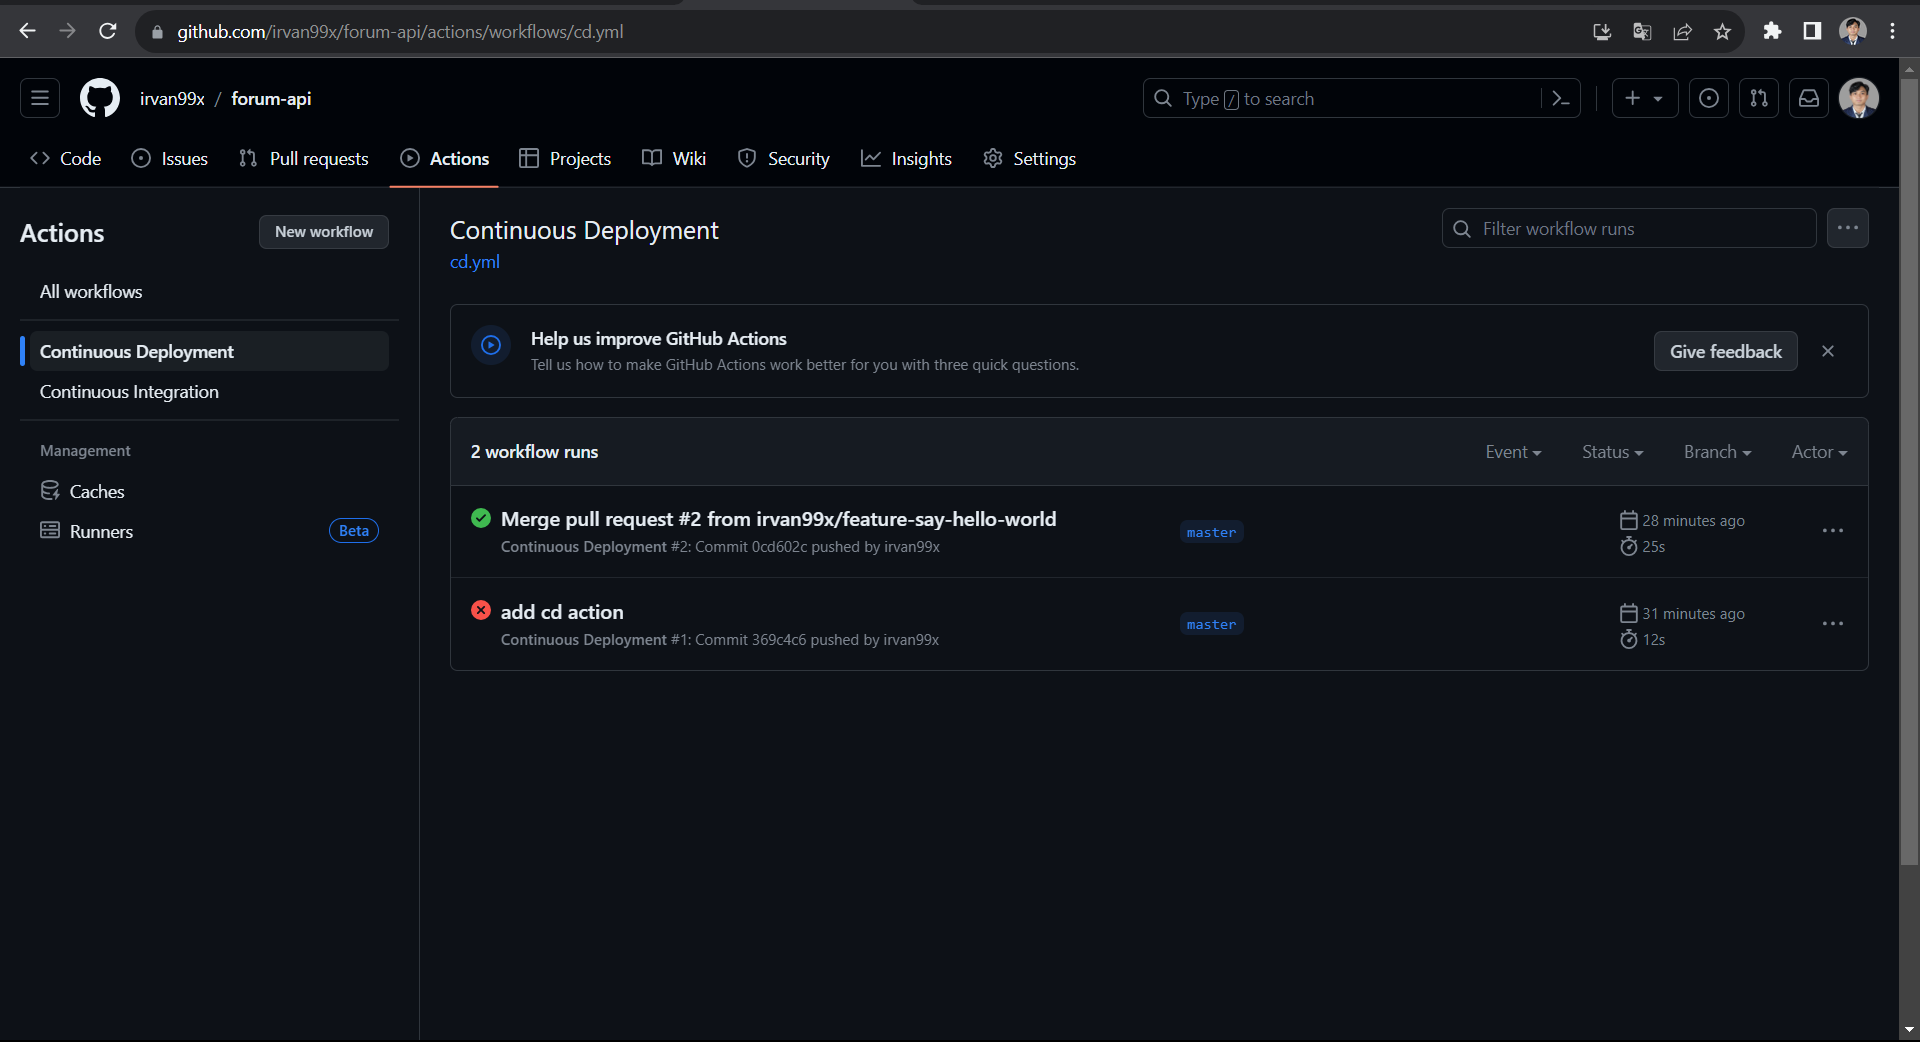 github.com/irvan99x/forum-api/actions/workflows/cd.yml
irvan99x / forum-api
Type / to search
Code Issues Pull requests Actions Projects Wiki Security Insights Settings
Actions
New workflow
All workflows
Continuous Deployment
Continuous Integration
Management
Caches
Runners Beta
Continuous Deployment
cd.yml
Filter workflow runs
Help us improve GitHub Actions
Tell us how to make GitHub Actions work better for you with three quick questions.
Give feedback
2 workflow runs
Event Status Branch Actor
Merge pull request #2 from irvan99x/feature-say-hello-world
Continuous Deployment #2: Commit 0cd602c pushed by irvan99x
master
28 minutes ago
25s
add cd action
Continuous Deployment #1: Commit 369c4c6 pushed by irvan99x
master
31 minutes ago
12s